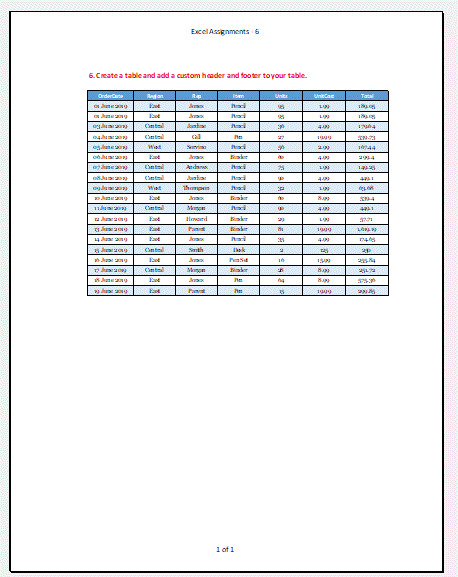 Excel Assignments - 6
6. Create a table and add a custom header and footer to your table.
OrderDate Region Rep Item Units UnitCost Total
01 June 2019 East Jones Pencil 95 1.99 189.05
01 June 2019 East Jones Pencil 95 1.99 189.05
03 June 2019 Central Jardine Pencil 36 4.99 179.64
04 June 2019 Central Gill Pen 27 19.99 539.73
05 June 2019 West Sorvino Pencil 56 2.99 167.44
06 June 2019 East Jones Binder 60 4.99 299.4
07 June 2019 Central Andrews Pencil 75 1.99 149.25
08 June 2019 Central Jardine Pencil 90 4.99 449.1
09 June 2019 West Thompson Pencil 32 1.99 63.68
10 June 2019 East Jones Binder 60 8.99 539.4
11 June 2019 Central Morgan Pencil 90 4.99 449.1
12 June 2019 East Howard Binder 29 1.99 57.71
13 June 2019 East Parent Binder 81 19.99 1,619.19
14 June 2019 East Jones Pencil 35 4.99 174.65
15 June 2019 Central Smith Desk 2 125 250
16 June 2019 East Jones Pen Set 16 15.99 255.84
17 June 2019 Central Morgan Binder 28 8.99 251.72
18 June 2019 East Jones Pen 64 8.99 575.36
19 June 2019 East Parent Pen 15 19.99 299.85
1 of 1